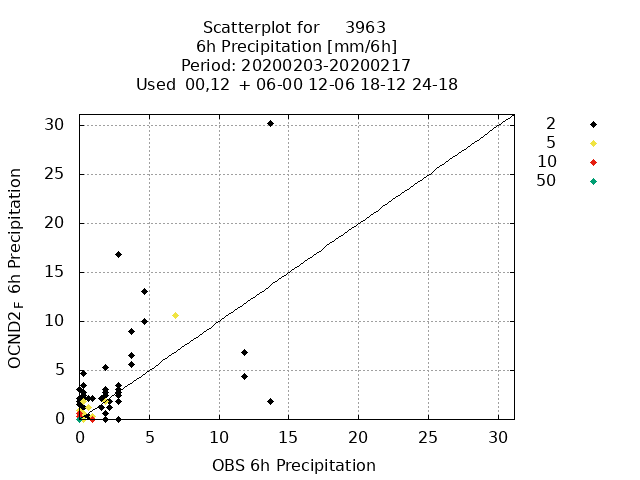 Scatterplot for 3963
6h Precipitation [mm/6h]
Period: 20200203-20200217
Used 00,12 + 06-00 12-06 18-12 24-18
2
5
10
50
30
25
20
15
10
5
0
0 5 10 15 20 25 30
OCND2_F 6h Precipitation
OBS 6h Precipitation